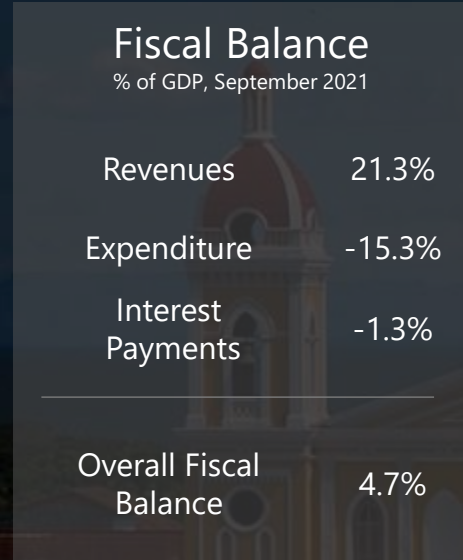 Fiscal Balance
% of GDP, September 2021
Revenues 21.3%
Expenditure -15.3%
Interest
Payments -1.3%
Overall Fiscal
Balance 4.7%